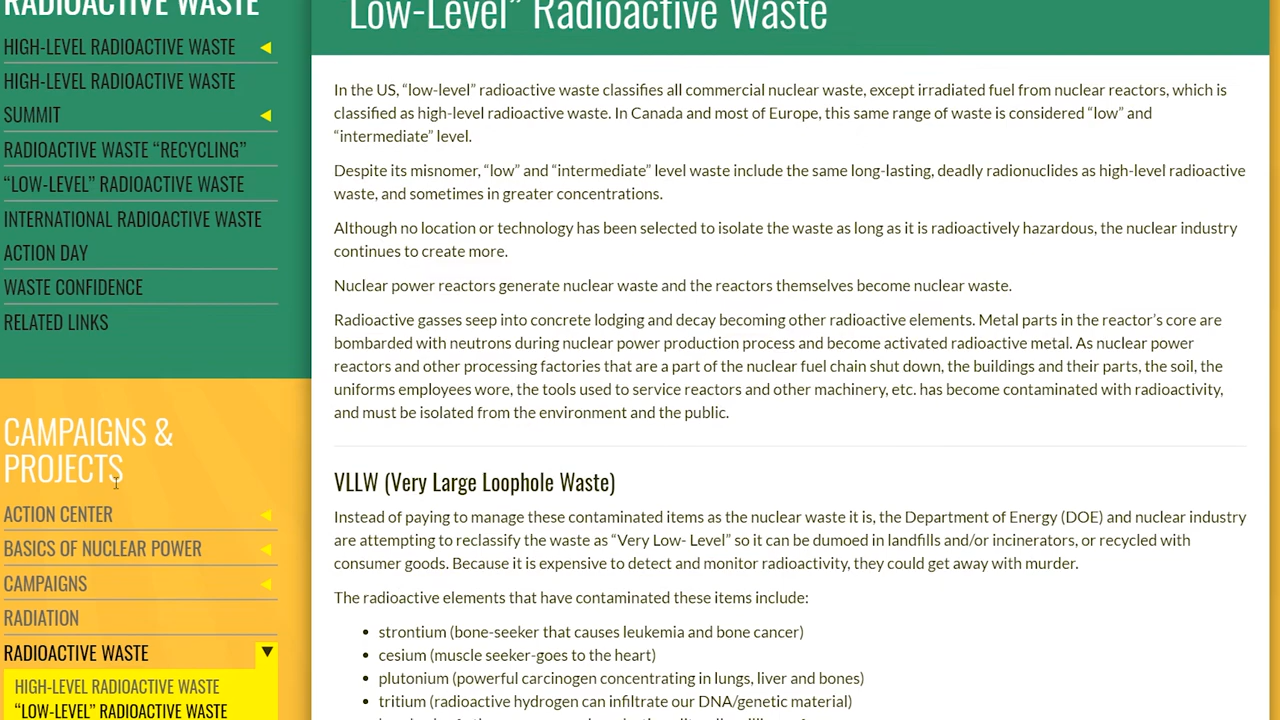 RADIOACTIVE WASTE
HIGH-LEVEL RADIOACTIVE WASTE
HIGH-LEVEL RADIOACTIVE WASTE
SUMMIT
RADIOACTIVE WASTE “RECYCLING”
“LOW-LEVEL” RADIOACTIVE WASTE
INTERNATIONAL RADIOACTIVE WASTE
ACTION DAY
WASTE CONFIDENCE
RELATED LINKS
CAMPAIGNS &
PROJECTS
ACTION CENTER
BASICS OF NUCLEAR POWER
CAMPAIGNS
RADIATION
RADIOACTIVE WASTE
HIGH-LEVEL RADIOACTIVE WASTE
“LOW-LEVEL” RADIOACTIVE WASTE
Low-Level” Radioactive Waste
In the US, “low-level” radioactive waste classifies all commercial nuclear waste, except irradiated fuel from nuclear reactors, which is
classified as high-level radioactive waste. In Canada and most of Europe, this same range of waste is considered “low” and
“intermediate” level.
Despite its misnomer, “low” and “intermediate” level waste include the same long-lasting, deadly radionuclides as high-level radioactive
waste, and sometimes in greater concentrations.
Although no location or technology has been selected to isolate the waste as long as it is radioactively hazardous, the nuclear industry
continues to create more.
Nuclear power reactors generate nuclear waste and the reactors themselves become nuclear waste.
Radioactive gasses seep into concrete lodging and decay becoming other radioactive elements. Metal parts in the reactor’s core are
bombarded with neutrons during nuclear power production process and become activated radioactive metal. As nuclear power
reactors and other processing factories that are a part of the nuclear fuel chain shut down, the buildings and their parts, the soil, the
uniforms employees wore, the tools used to service reactors and other machinery, etc. has become contaminated with radioactivity,
and must be isolated from the environment and the public.
VLLW (Very Large Loophole Waste)
Instead of paying to manage these contaminated items as the nuclear waste it is, the Department of Energy (DOE) and nuclear industry
are attempting to reclassify the waste as “Very Low- Level” so it can be dumoed in landfills and/or incinerators, or recycled with
consumer goods. Because it is expensive to detect and monitor radioactivity, they could get away with murder.
The radioactive elements that have contaminated these items include:
strontium (bone-seeker that causes leukemia and bone cancer)
cesium (muscle seeker-goes to the heart)
plutonium (powerful carcinogen concentrating in lungs, liver and bones)
tritium (radioactive hydrogen can infiltrate our DNA/genetic material)